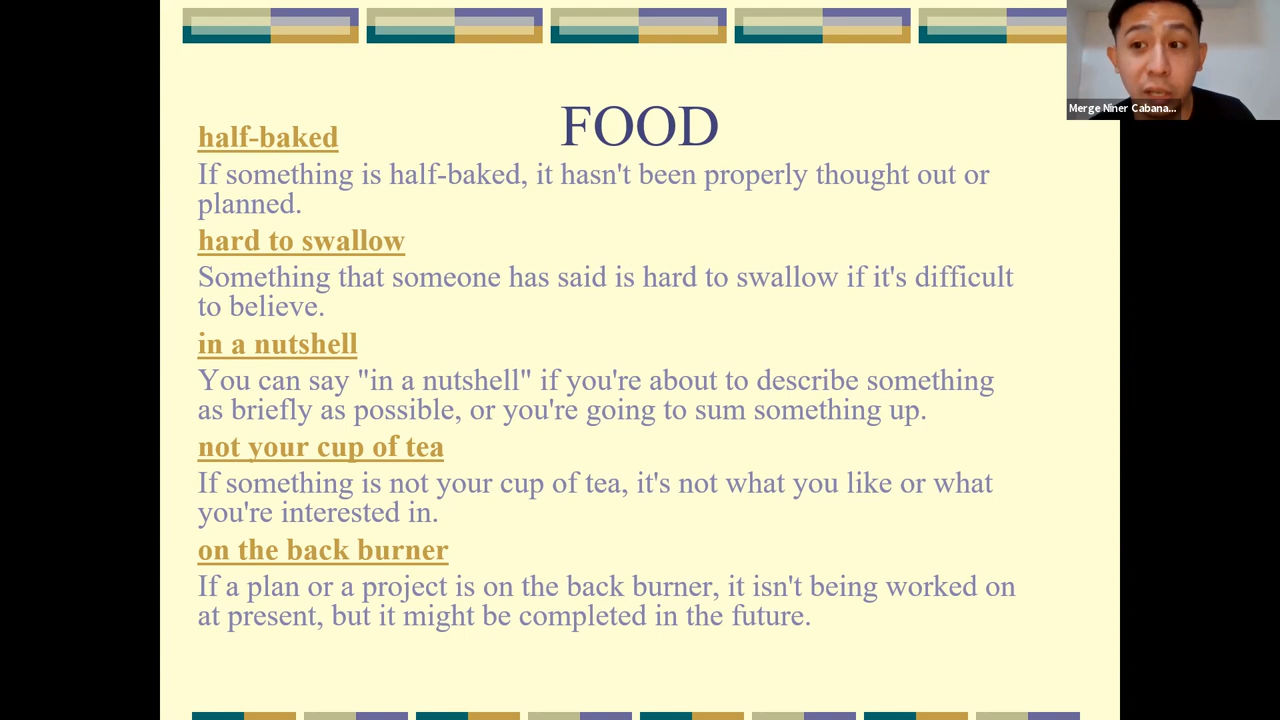 FOOD
half-baked
If something is half-baked, it hasn't been properly thought out or
planned.
hard to swallow
Something that someone has said is hard to swallow if it's difficult
to believe.
in a nutshell
You can say "in a nutshell" if you're about to describe something
as briefly as possible, or you're going to sum something up.
not your cup of tea
If something is not your cup of tea, it's not what you like or what
you're interested in.
on the back burner
If a plan or a project is on the back burner, it isn't being worked on
at present, but it might be completed in the future.
Merge Niner Cabana...